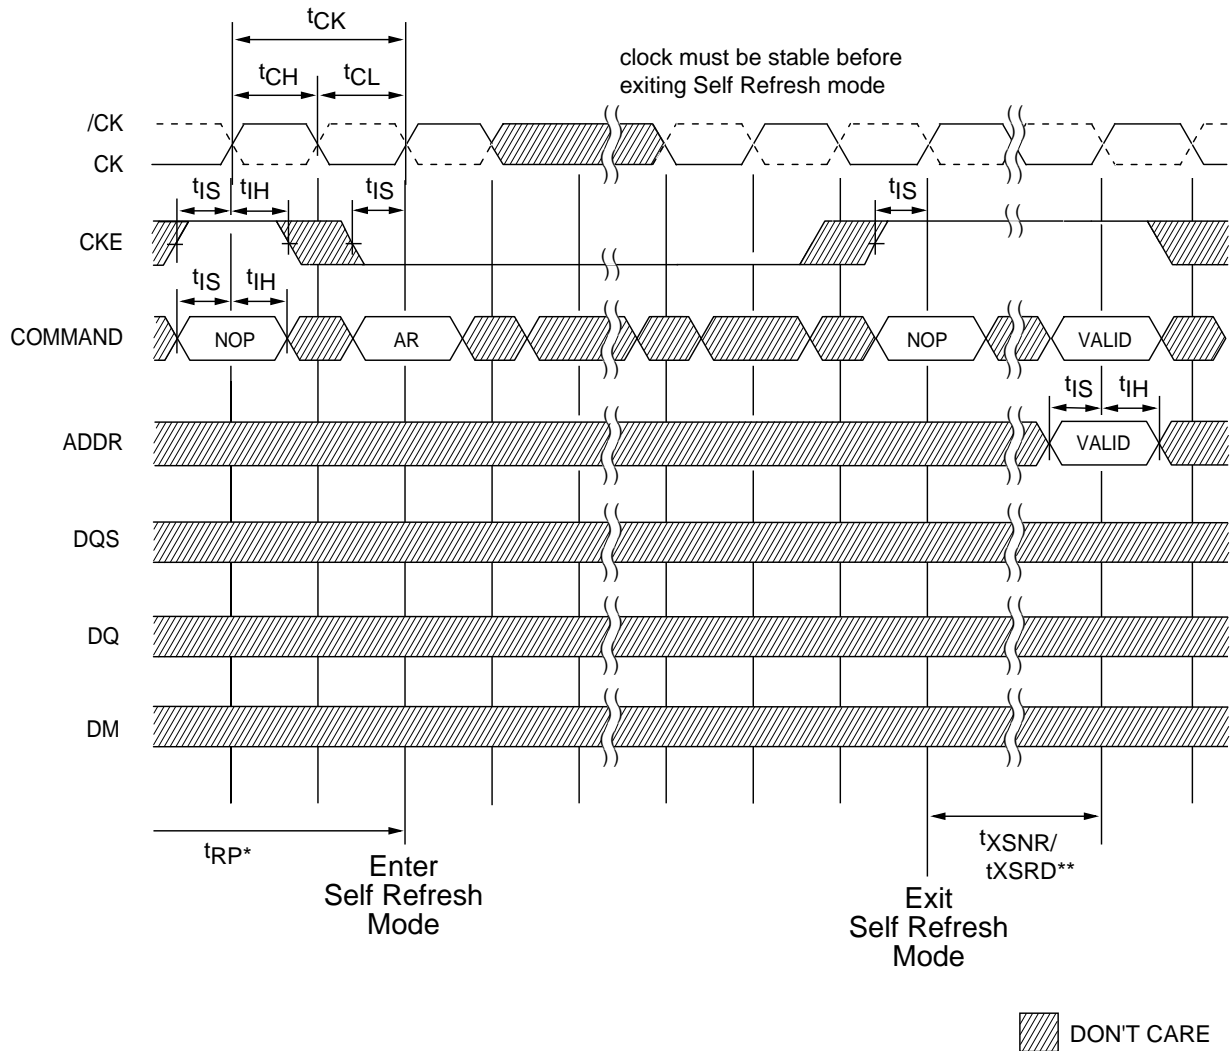 tCK
clock must be stable before
exiting Self Refresh mode
tCH
tCL
/CK
CK
tIS
tIH
tIS
tIS
CKE
tIS
tIH
COMMAND
NOP
AR
NOP
VALID
tIS
tIH
ADDR
VALID
DQS
DQ
DM
tRP*
Enter
Self Refresh
Mode
tXSNR/
tXSRD**
Exit
Self Refresh
Mode
DON'T CARE